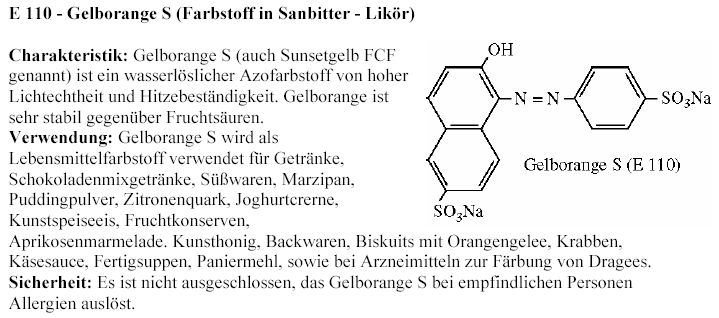 E 110 - Gelborange S (Farbstoff in Sanbitter - Likör)
Charakteristik: Gelborange S (auch Sunsetgelb FCF
genannt) ist ein wasserlöslicher Azofarbstoff von hoher
Lichtechtheit und Hitzebeständigkeit. Gelborange ist
sehr stabil gegenüber Fruchtsäuren.
Verwendung: Gelborange S wird als
Lebensmittelfarbstoff verwendet für Getränke,
Schokoladenmixgetränke, Süßwaren, Marzipan,
Puddingpulver, Zitronenquark, Joghurtcrerne,
Kunstspeiseeis, Fruchtkonserven,
Aprikosenmarmelade. Kunsthonig, Backwaren, Biskuits mit Orangengelee, Krabben,
Käsesauce, Fertigsuppen, Paniermehl, sowie bei Arzneimitteln zur Färbung von Dragees.
Sicherheit: Es ist nicht ausgeschlossen, das Gelborange S bei empfindlichen Personen
Allergien auslöst.
OH
N = N
SO₃Na
Gelborange S (E 110)
SO₃Na